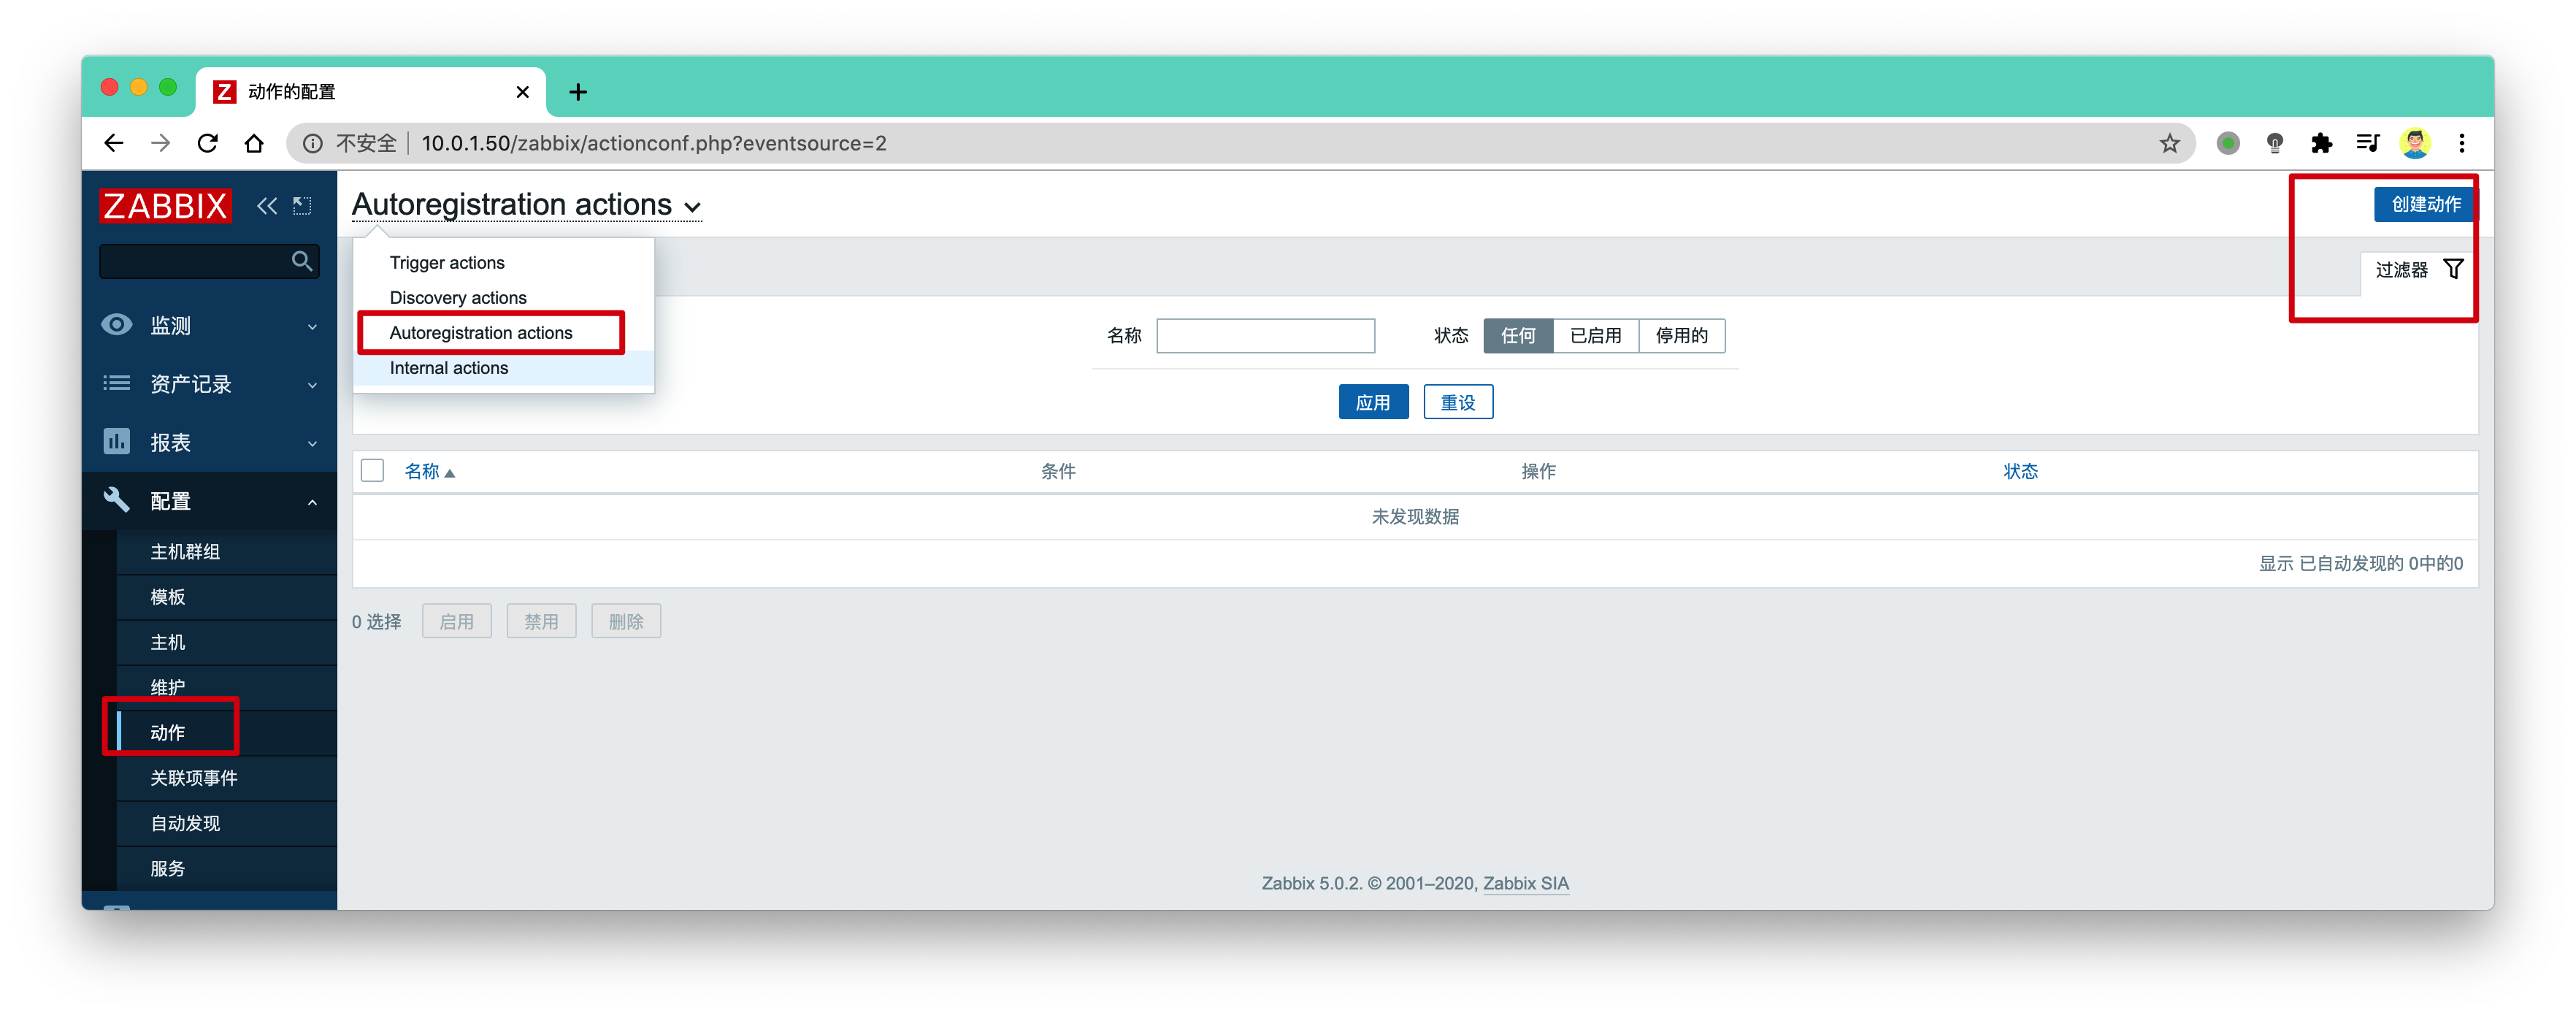 动作的配置
不安全 | 10.0.1.50/zabbix/actionconf.php?eventsource=2
ZABBIX
监测
资产记录
报表
配置
主机群组
模板
主机
维护
动作
关联项事件
自动发现
服务
Autoregistration actions
创建动作
Trigger actions
Discovery actions
Autoregistration actions
Internal actions
过滤器
名称 状态 任何 已启用 停用的
应用 重设
名称 条件 操作 状态
未发现数据
显示 已自动发现的 0中的0
0 选择 启用 禁用 删除
Zabbix 5.0.2. © 2001–2020, Zabbix SIA